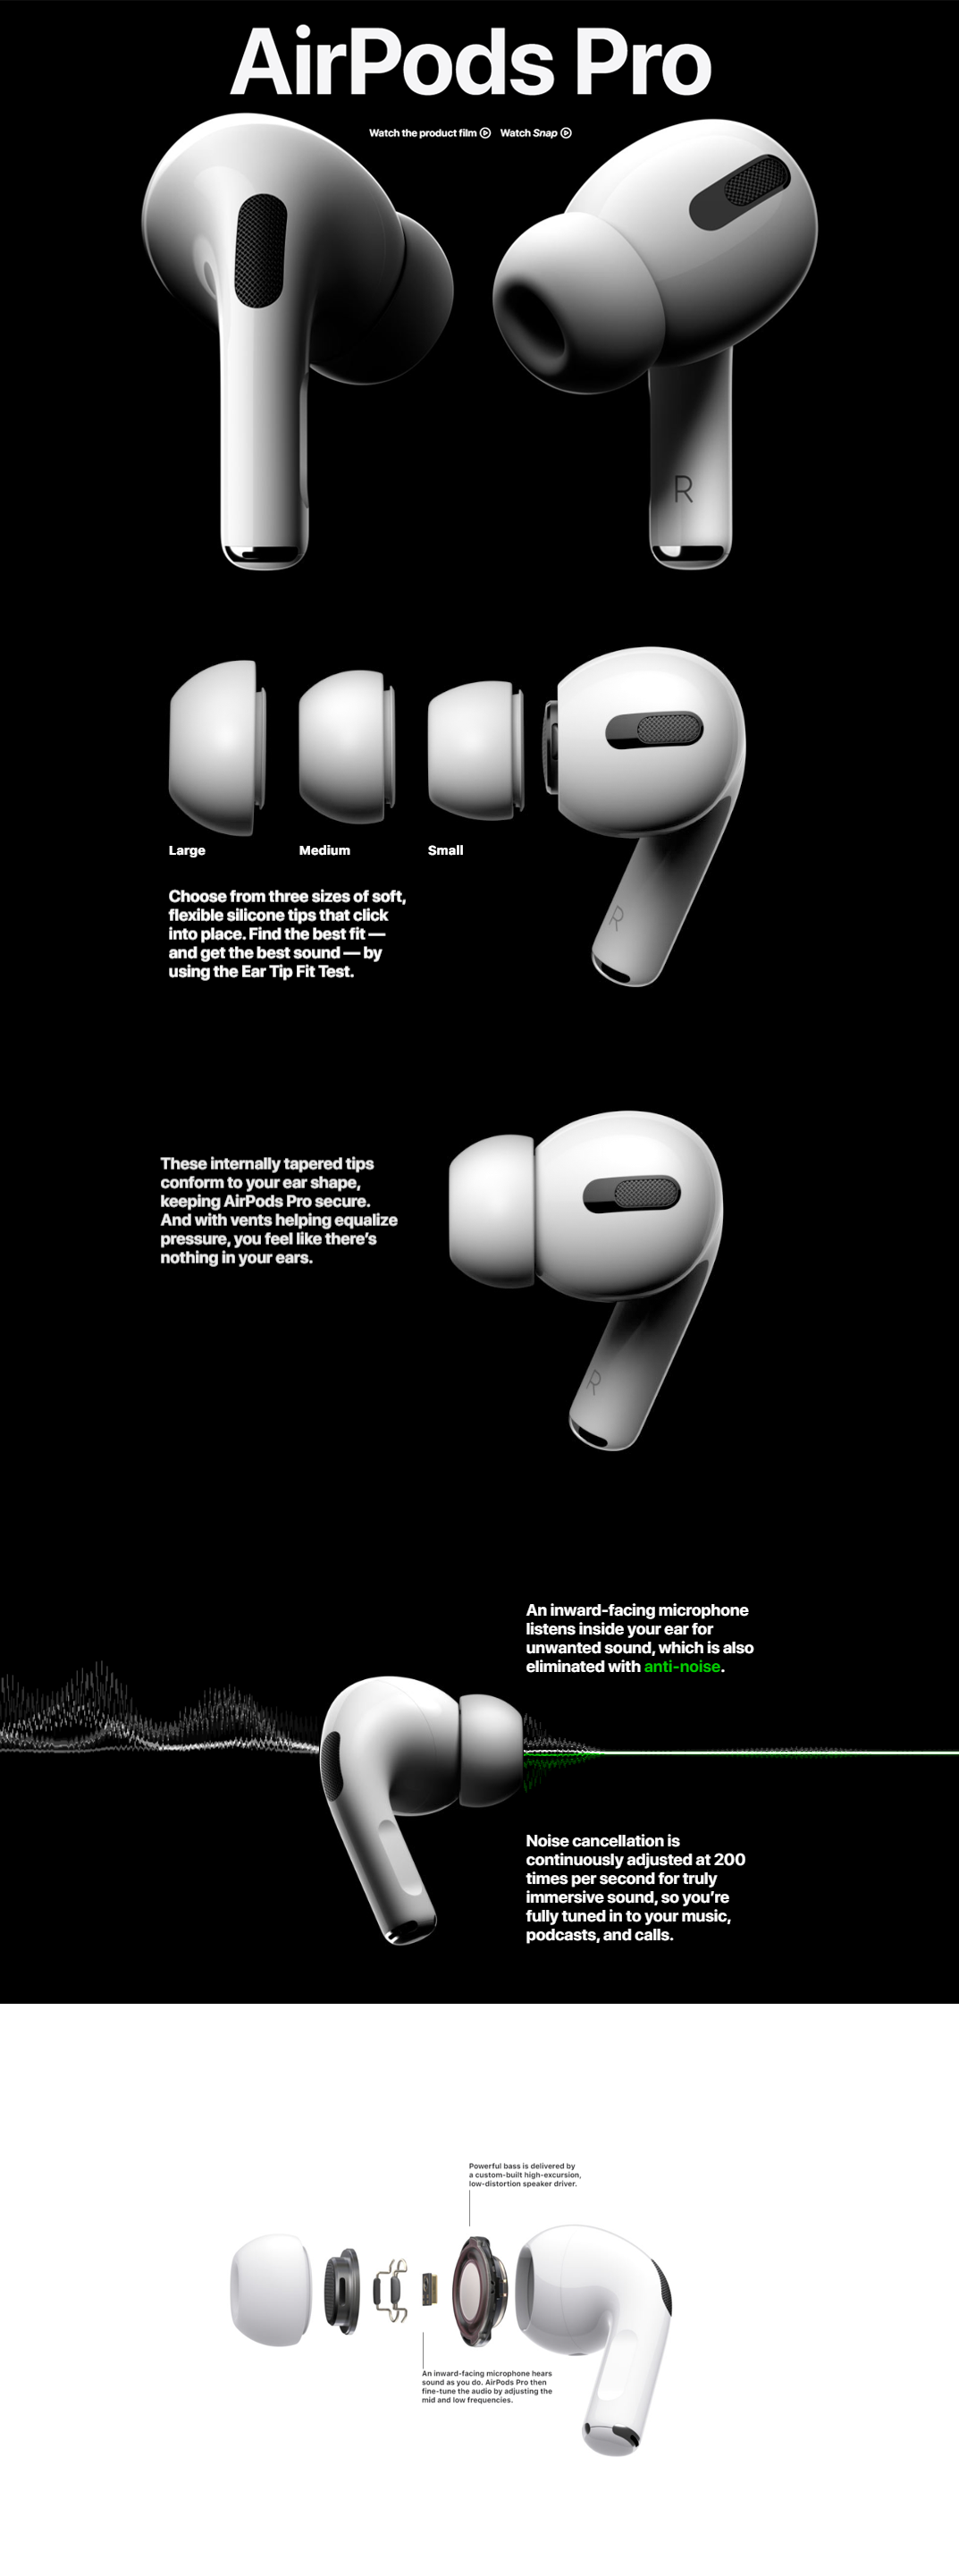 AirPods Pro
Watch the product film Watch Snap
R
Large Medium Small
Choose from three sizes of soft,
flexible silicone tips that click
into place. Find the best fit —
and get the best sound — by
using the Ear Tip Fit Test.
R
These internally tapered tips
conform to your ear shape,
keeping AirPods Pro secure.
And with vents helping equalize
pressure, you feel like there's
nothing in your ears.
R
An inward-facing microphone
listens inside your ear for
unwanted sound, which is also
eliminated with anti-noise.
Noise cancellation is
continuously adjusted at 200
times per second for truly
immersive sound, so you're
fully tuned in to your music,
podcasts, and calls.
Powerful bass is delivered by
a custom-built high-excursion,
low-distortion speaker driver.
An inward-facing microphone hears
sound as you do. AirPods Pro then
fine-tune the audio by adjusting the
mid and low frequencies.